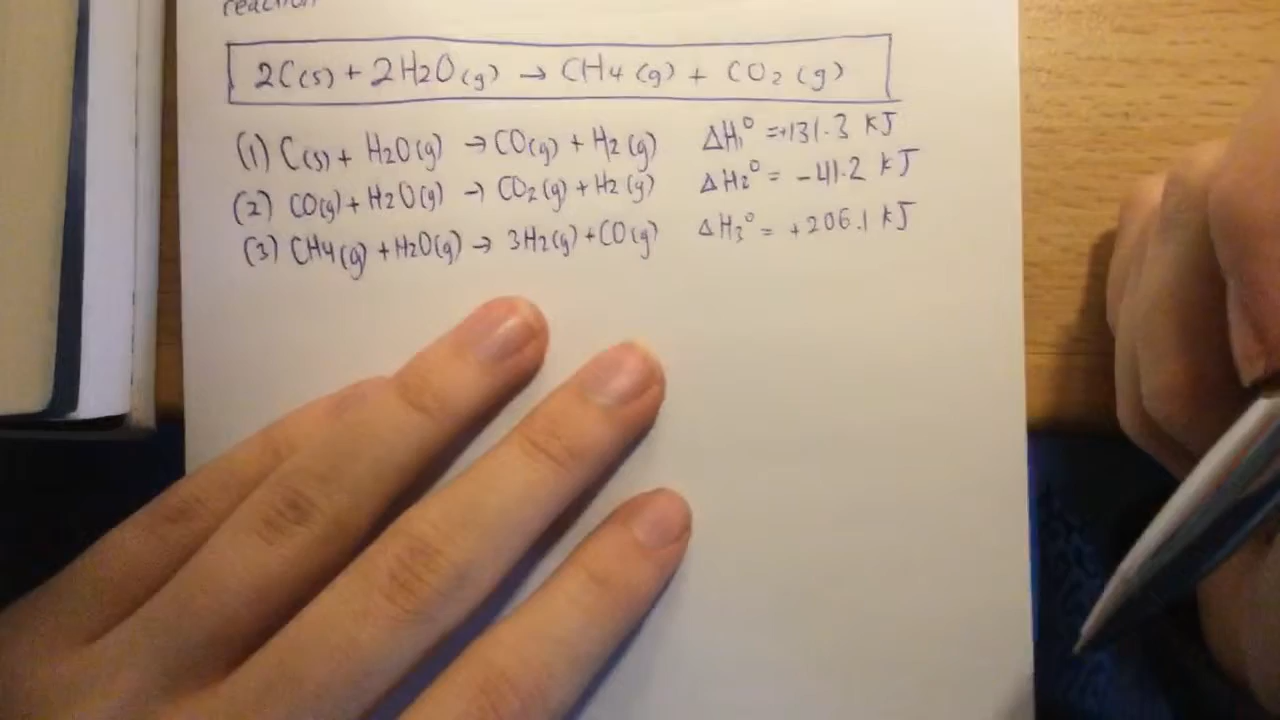 reaction
2C(s) + 2H2O(g) → CH4(g) + CO2(g)
(1) C(s) + H2O(g) → CO(g) + H2(g) ΔH1° = +131.3 kJ
(2) CO(g) + H2O(g) → CO2(g) + H2(g) ΔH2° = -41.2 kJ
(3) CH4(g) + H2O(g) → 3H2(g) + CO(g) ΔH3° = +206.1 kJ